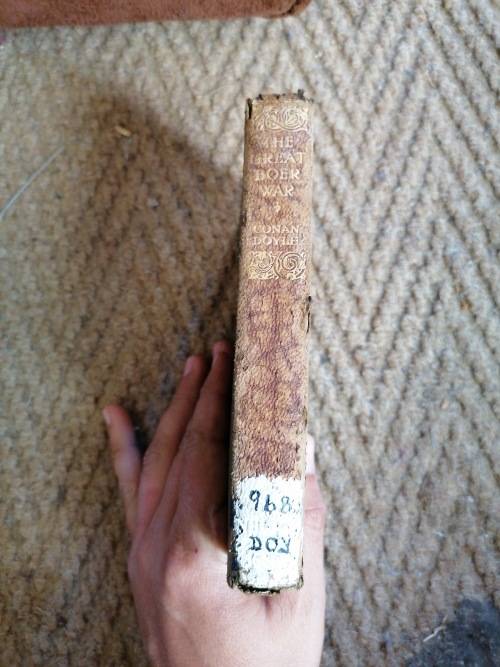 THE
GREAT
BOER
WAR
CONAN
DOYLE
968
DOY